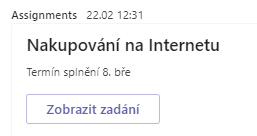 Assignments 22.02 12:31
Nakupování na Internetu
Termín splnění 8. bře
Zobrazit zadání